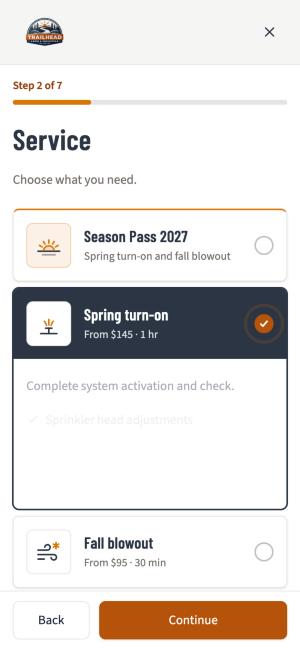 TRAILHEAD
Step 2 of 7
Service
Choose what you need.
Season Pass 2027
Spring turn-on and fall blowout
Spring turn-on
From $145 · 1 hr
Complete system activation and check.
Sprinkler head adjustments
Fall blowout
From $95 · 30 min
Back
Continue